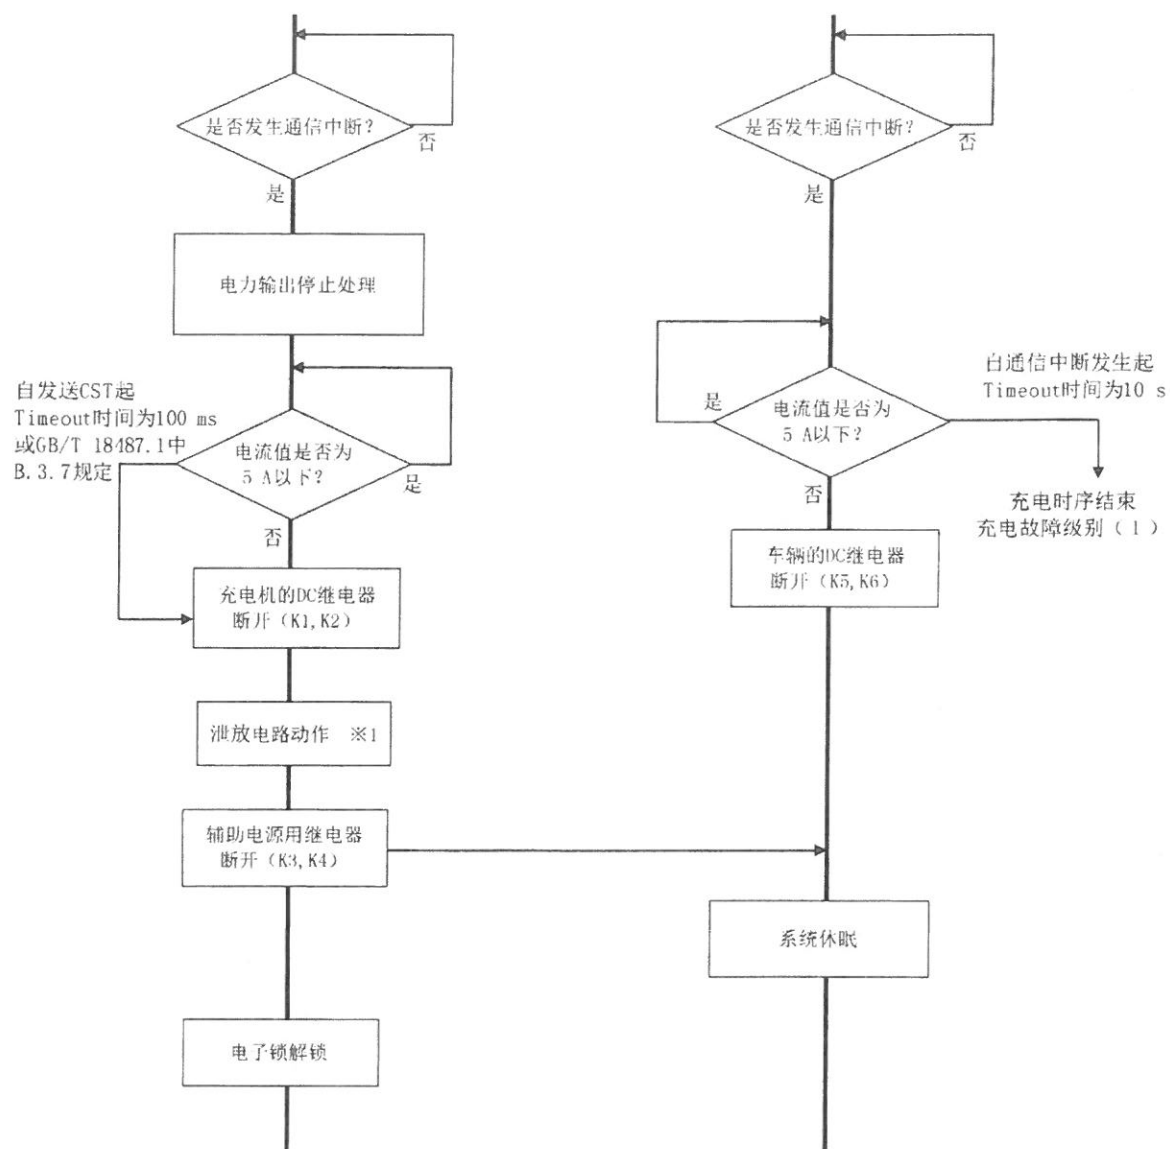 是否发生通信中断?
否
是
电力输出停止处理
自发送CST起
Timeout时间为100 ms
或GB/T 18487.1中
B.3.7规定
电流值是否为
5 A以下?
是
否
充电机的DC继电器
断开（K1,K2）
泄放电路动作 ※1
辅助电源用继电器
断开（K3,K4）
电子锁解锁
是否发生通信中断?
否
是
自通信中断发生起
Timeout时间为10 s
是
电流值是否为
5 A以下?
否
充电时序结束
充电故障级别（1）
车辆的DC继电器
断开（K5,K6）
系统休眠